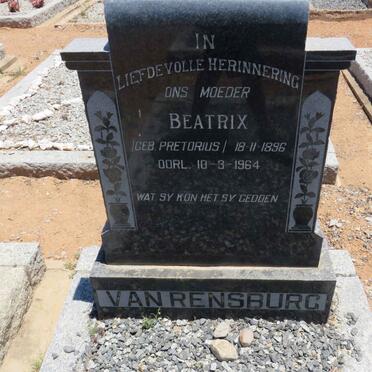 IN
LIEFDEVOLLE HERINNERING
ONS MOEDER
BEATRIX
(GEB. PRETORIUS) 18-11-1896
OORL. 10-3-1964
WAT SY KON HET SY GEDOEN
VAN RENSBURG